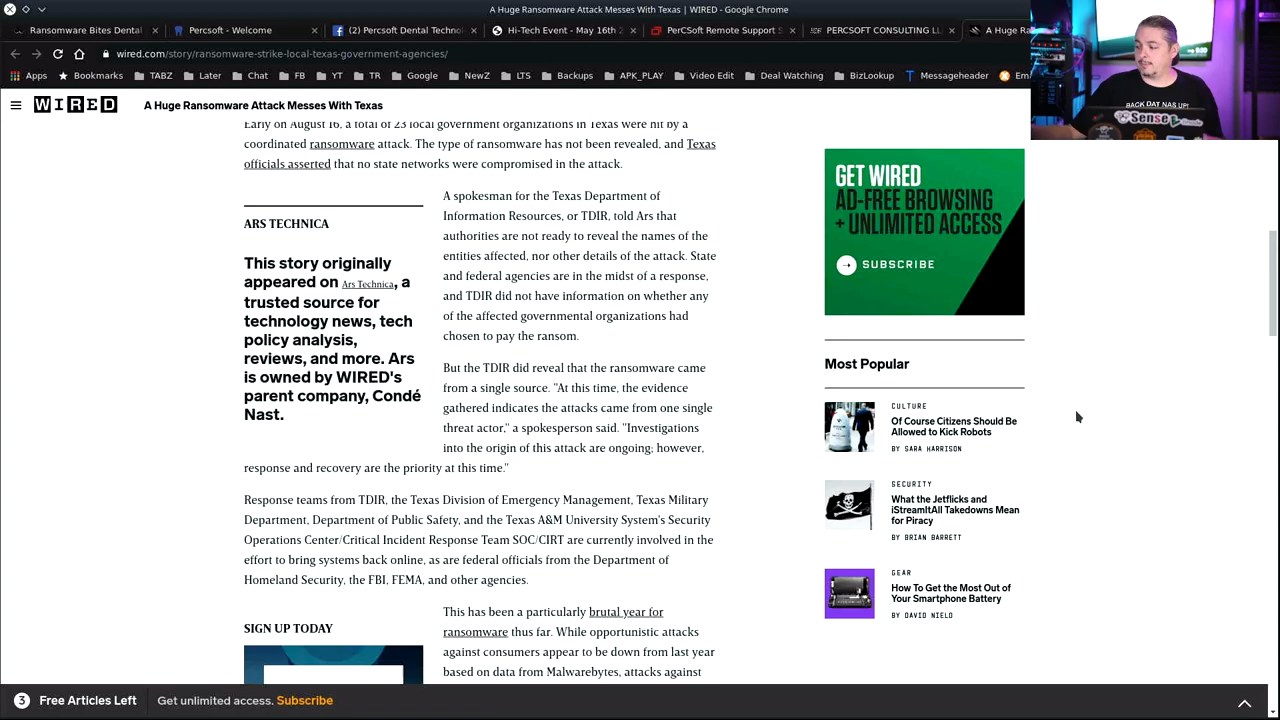 A Huge Ransomware Attack Messes With Texas | WIRED - Google Chrome
Ransomware Bites Dental
Percsoft - Welcome
(2) Percsoft Dental Technol
Hi-Tech Event - May 16th
PerCSoft Remote Support S
PERCSOFT CONSULTING LL
A Huge Ra
wired.com/story/ransomware-strike-local-texas-government-agencies/
Apps
Bookmarks
TABZ
Later
Chat
FB
YT
TR
Google
NewZ
LTS
Backups
APK_PLAY
Video Edit
Desk Watching
BizLookup
Messageheader
Em
WIRED
A Huge Ransomware Attack Messes With Texas
Early on August 16, a total of 23 local government organizations in Texas were hit by a
coordinated ransomware attack. The type of ransomware has not been revealed, and Texas
officials asserted that no state networks were compromised in the attack.
ARS TECHNICA
This story originally
appeared on Ars Technica, a
trusted source for
technology news, tech
policy analysis,
reviews, and more. Ars
is owned by WIRED's
parent company, Condé
Nast.
A spokesman for the Texas Department of
Information Resources, or TDIR, told Ars that
authorities are not ready to reveal the names of the
entities affected, nor other details of the attack. State
and federal agencies are in the midst of a response,
and TDIR did not have information on whether any
of the affected governmental organizations had
chosen to pay the ransom.
But the TDIR did reveal that the ransomware came
from a single source. "At this time, the evidence
gathered indicates the attacks came from one single
threat actor," a spokesperson said. "Investigations
into the origin of this attack are ongoing; however,
response and recovery are the priority at this time."
Response teams from TDIR, the Texas Division of Emergency Management, Texas Military
Department, Department of Public Safety, and the Texas A&M University System's Security
Operations Center/Critical Incident Response Team SOC/CIRT are currently involved in the
effort to bring systems back online, as are federal officials from the Department of
Homeland Security, the FBI, FEMA, and other agencies.
SIGN UP TODAY
This has been a particularly brutal year for
ransomware thus far. While opportunistic attacks
against consumers appear to be down from last year
based on data from Malwarebytes, attacks against
GET WIRED
AD-FREE BROWSING
+ UNLIMITED ACCESS
SUBSCRIBE
Most Popular
CULTURE
Of Course Citizens Should Be
Allowed to Kick Robots
BY SARA HARRISON
SECURITY
What the Jetflicks and
iStreamItAll Takedowns Mean
for Piracy
BY BRIAN BARRETT
GEAR
How To Get the Most Out of
Your Smartphone Battery
BY DAVID NIELD
BACK DAT NAS UP!
Sense
3 Free Articles Left
Get unlimited access. Subscribe